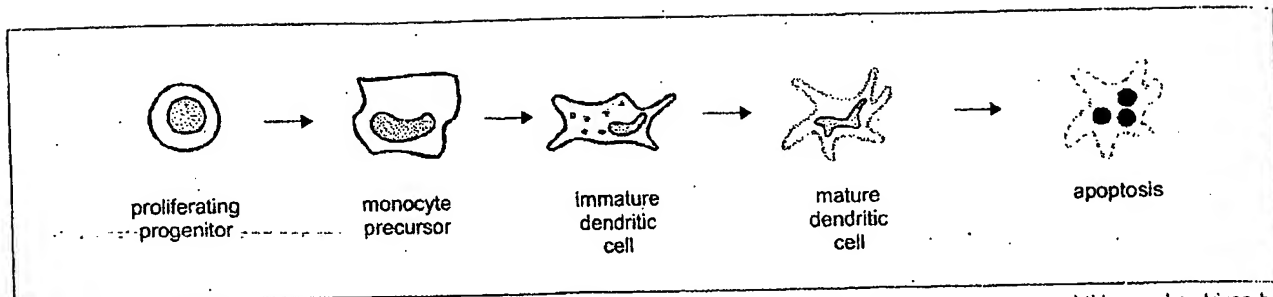 proliferating
progenitor
monocyte
precursor
immature
dendritic
cell
mature
dendritic
cell
apoptosis